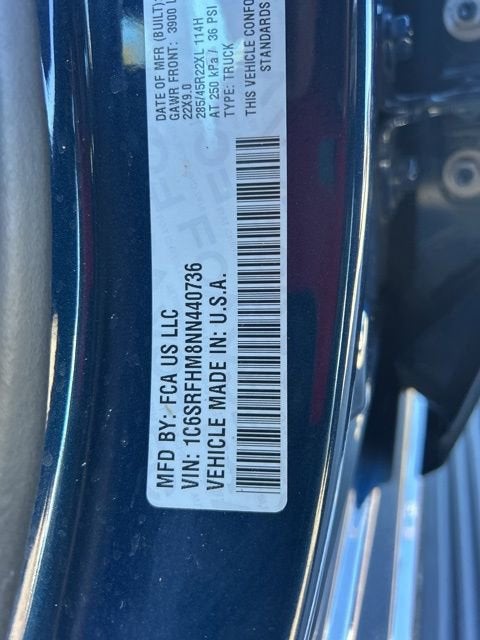 MFD BY: FCA US LLC
DATE OF MFR (BUILT):
GAWR FRONT: 3900
22X9.0
285/45R22XL 114H
AT 250 kPa / 36 PSI
TYPE: TRUCK
VIN: 1C6SRFHM8NN440736
VEHICLE MADE IN: U.S.A.
THIS VEHICLE CONFO
STANDARDS